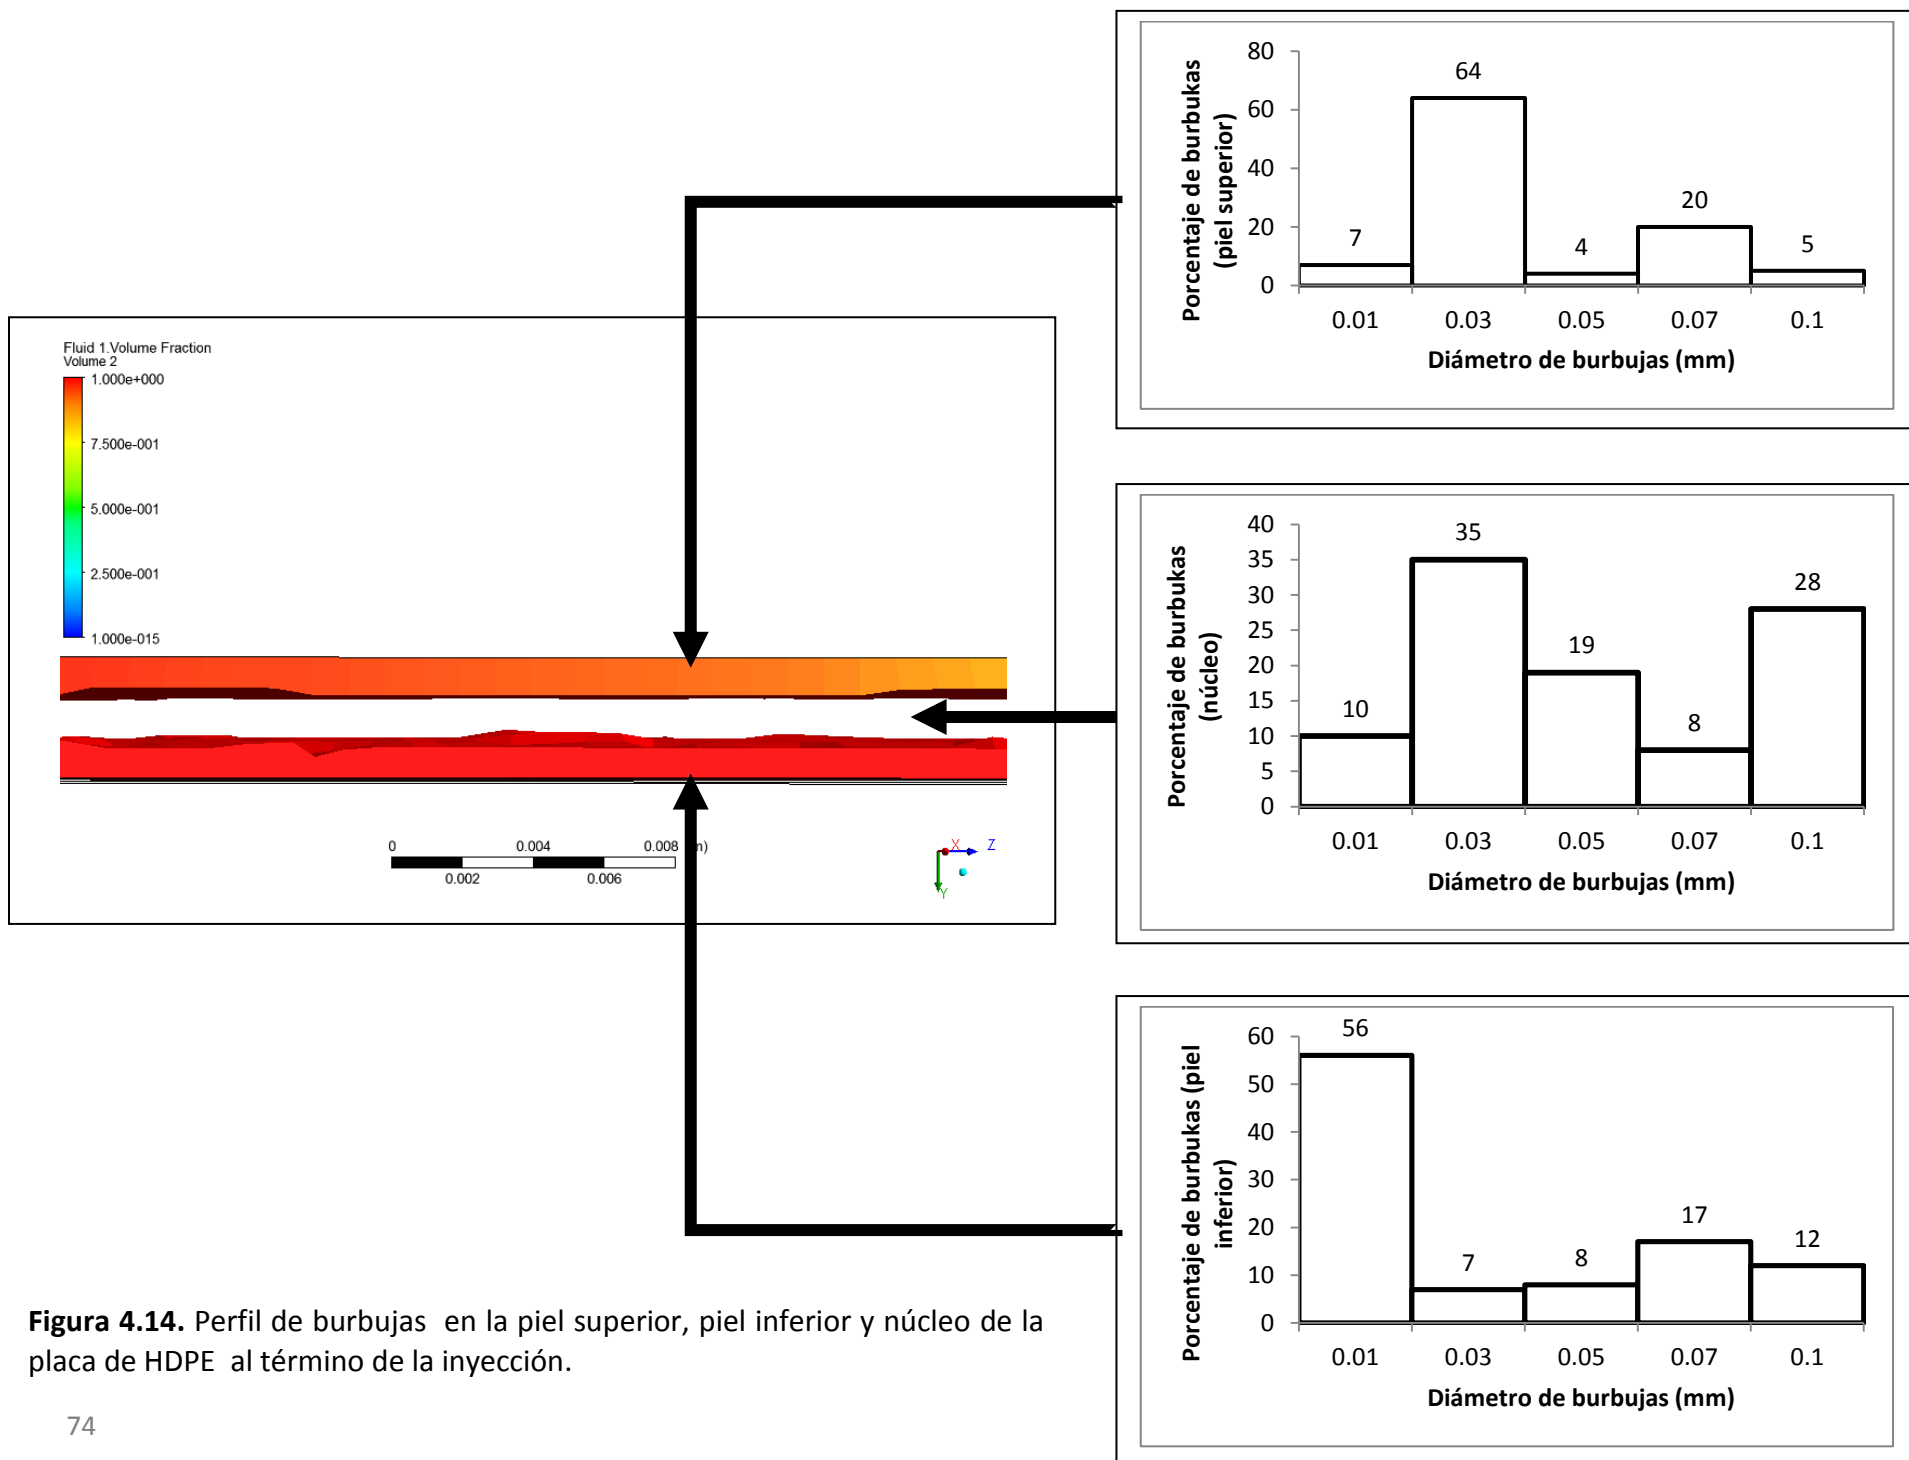 80
60
40
20
0
64
7
4
20
5
0.01 0.03 0.05 0.07 0.1
Diámetro de burbujas (mm)
Porcentaje de burbukas
(piel superior)
Fluid 1.Volume Fraction
Volume 2
1.000e+000
7.500e-001
5.000e-001
2.500e-001
1.000e-015
0 0.004 0.008
0.002 0.006
X Z
Y
40
35
30
25
20
15
10
5
0
10
35
19
8
28
0.01 0.03 0.05 0.07 0.1
Diámetro de burbujas (mm)
Porcentaje de burbukas
(núcleo)
60
50
40
30
20
10
0
56
7
8
17
12
0.01 0.03 0.05 0.07 0.1
Diámetro de burbujas (mm)
Porcentaje de burbukas (piel
inferior)
Figura 4.14. Perfil de burbujas en la piel superior, piel inferior y núcleo de la
placa de HDPE al término de la inyección.
74